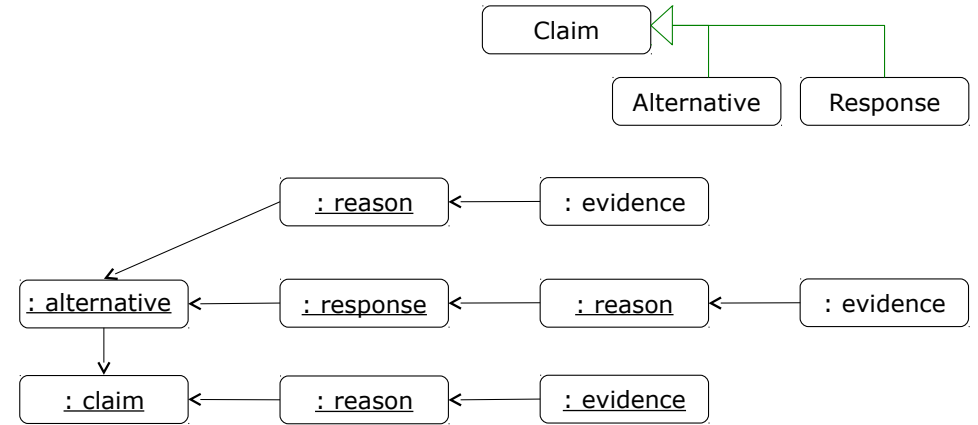 Claim
Alternative
Response
: reason
: evidence
: alternative
: response
: reason
: evidence
: claim
: reason
: evidence